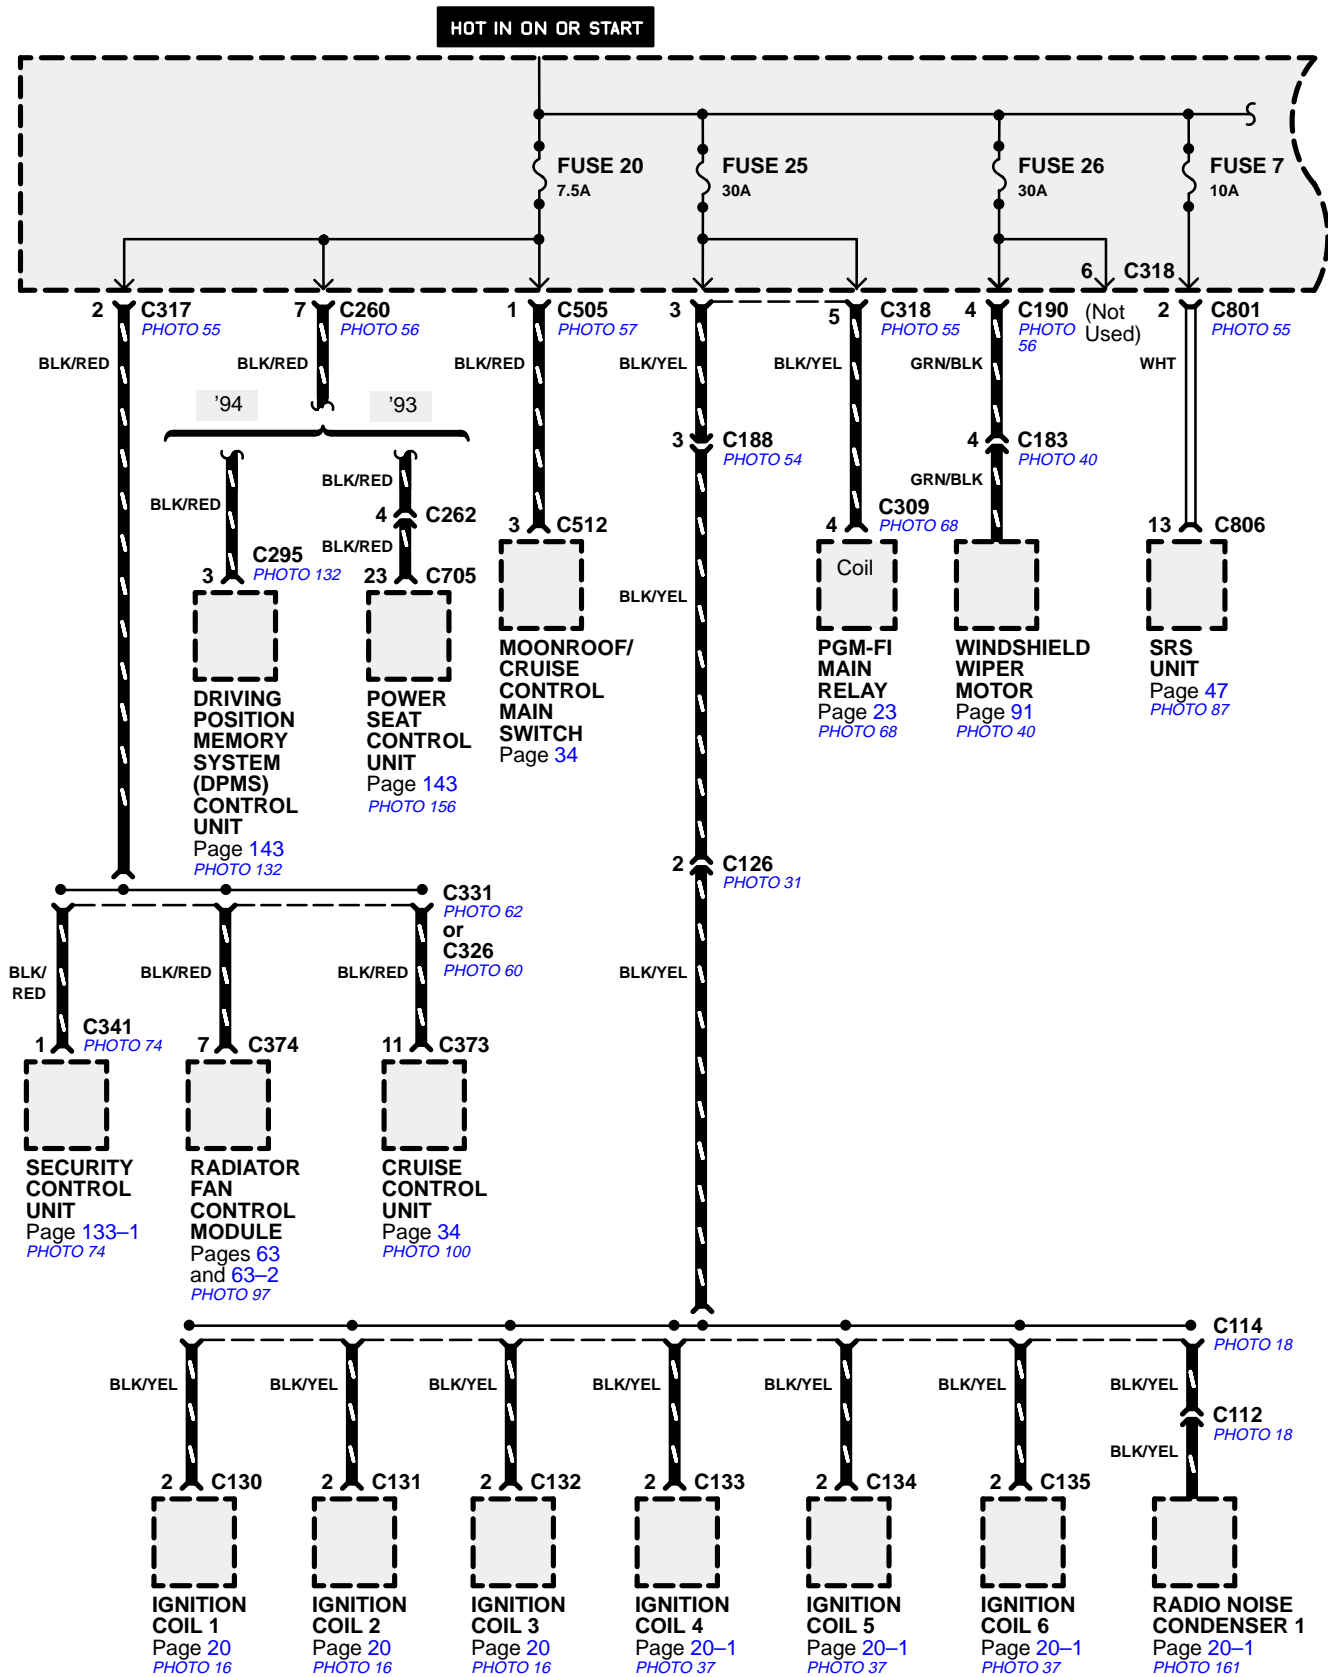 HOT IN ON OR START
FUSE 20
7.5A
FUSE 25
30A
FUSE 26
30A
FUSE 7
10A
6 C318
(Not
Used)
2 C317
PHOTO 55
7 C260
PHOTO 56
1 C505
PHOTO 57
3
5 C318
PHOTO 55
4 C190
PHOTO
56
2 C801
PHOTO 55
BLK/RED
BLK/RED
BLK/RED
BLK/YEL
BLK/YEL
GRN/BLK
WHT
'94
'93
3 C188
PHOTO 54
4 C183
PHOTO 40
BLK/RED
BLK/RED
GRN/BLK
4 C262
BLK/RED
3 C512
4 C309
PHOTO 68
13 C806
3 C295
PHOTO 132
23 C705
Coil
BLK/YEL
DRIVING
POSITION
MEMORY
SYSTEM
(DPMS)
CONTROL
UNIT
Page 143
PHOTO 132
POWER
SEAT
CONTROL
UNIT
Page 143
PHOTO 156
MOONROOF/
CRUISE
CONTROL
MAIN
SWITCH
Page 34
PGM-FI
MAIN
RELAY
Page 23
PHOTO 68
WINDSHIELD
WIPER
MOTOR
Page 91
PHOTO 40
SRS
UNIT
Page 47
PHOTO 87
2 C126
PHOTO 31
C331
PHOTO 62
or
C326
PHOTO 60
BLK/
RED
BLK/RED
BLK/RED
BLK/YEL
1 C341
PHOTO 74
7 C374
11 C373
SECURITY
CONTROL
UNIT
Page 133–1
PHOTO 74
RADIATOR
FAN
CONTROL
MODULE
Pages 63
and 63–2
PHOTO 97
CRUISE
CONTROL
UNIT
Page 34
PHOTO 100
C114
PHOTO 18
BLK/YEL
BLK/YEL
BLK/YEL
BLK/YEL
BLK/YEL
BLK/YEL
BLK/YEL
C112
PHOTO 18
BLK/YEL
2 C130
2 C131
2 C132
2 C133
2 C134
2 C135
IGNITION
COIL 1
Page 20
PHOTO 16
IGNITION
COIL 2
Page 20
PHOTO 16
IGNITION
COIL 3
Page 20
PHOTO 16
IGNITION
COIL 4
Page 20–1
PHOTO 37
IGNITION
COIL 5
Page 20–1
PHOTO 37
IGNITION
COIL 6
Page 20–1
PHOTO 37
RADIO NOISE
CONDENSER 1
Page 20–1
PHOTO 161